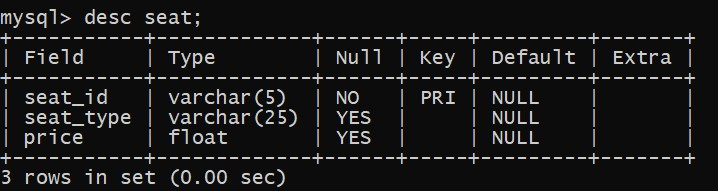 mysql> desc seat;
+-----------+-------------+------+-----+---------+-------+
| Field     | Type        | Null | Key | Default | Extra |
+-----------+-------------+------+-----+---------+-------+
| seat_id   | varchar(5)  | NO   | PRI | NULL    |       |
| seat_type | varchar(25) | YES  |     | NULL    |       |
| price     | float       | YES  |     | NULL    |       |
+-----------+-------------+------+-----+---------+-------+
3 rows in set (0.00 sec)